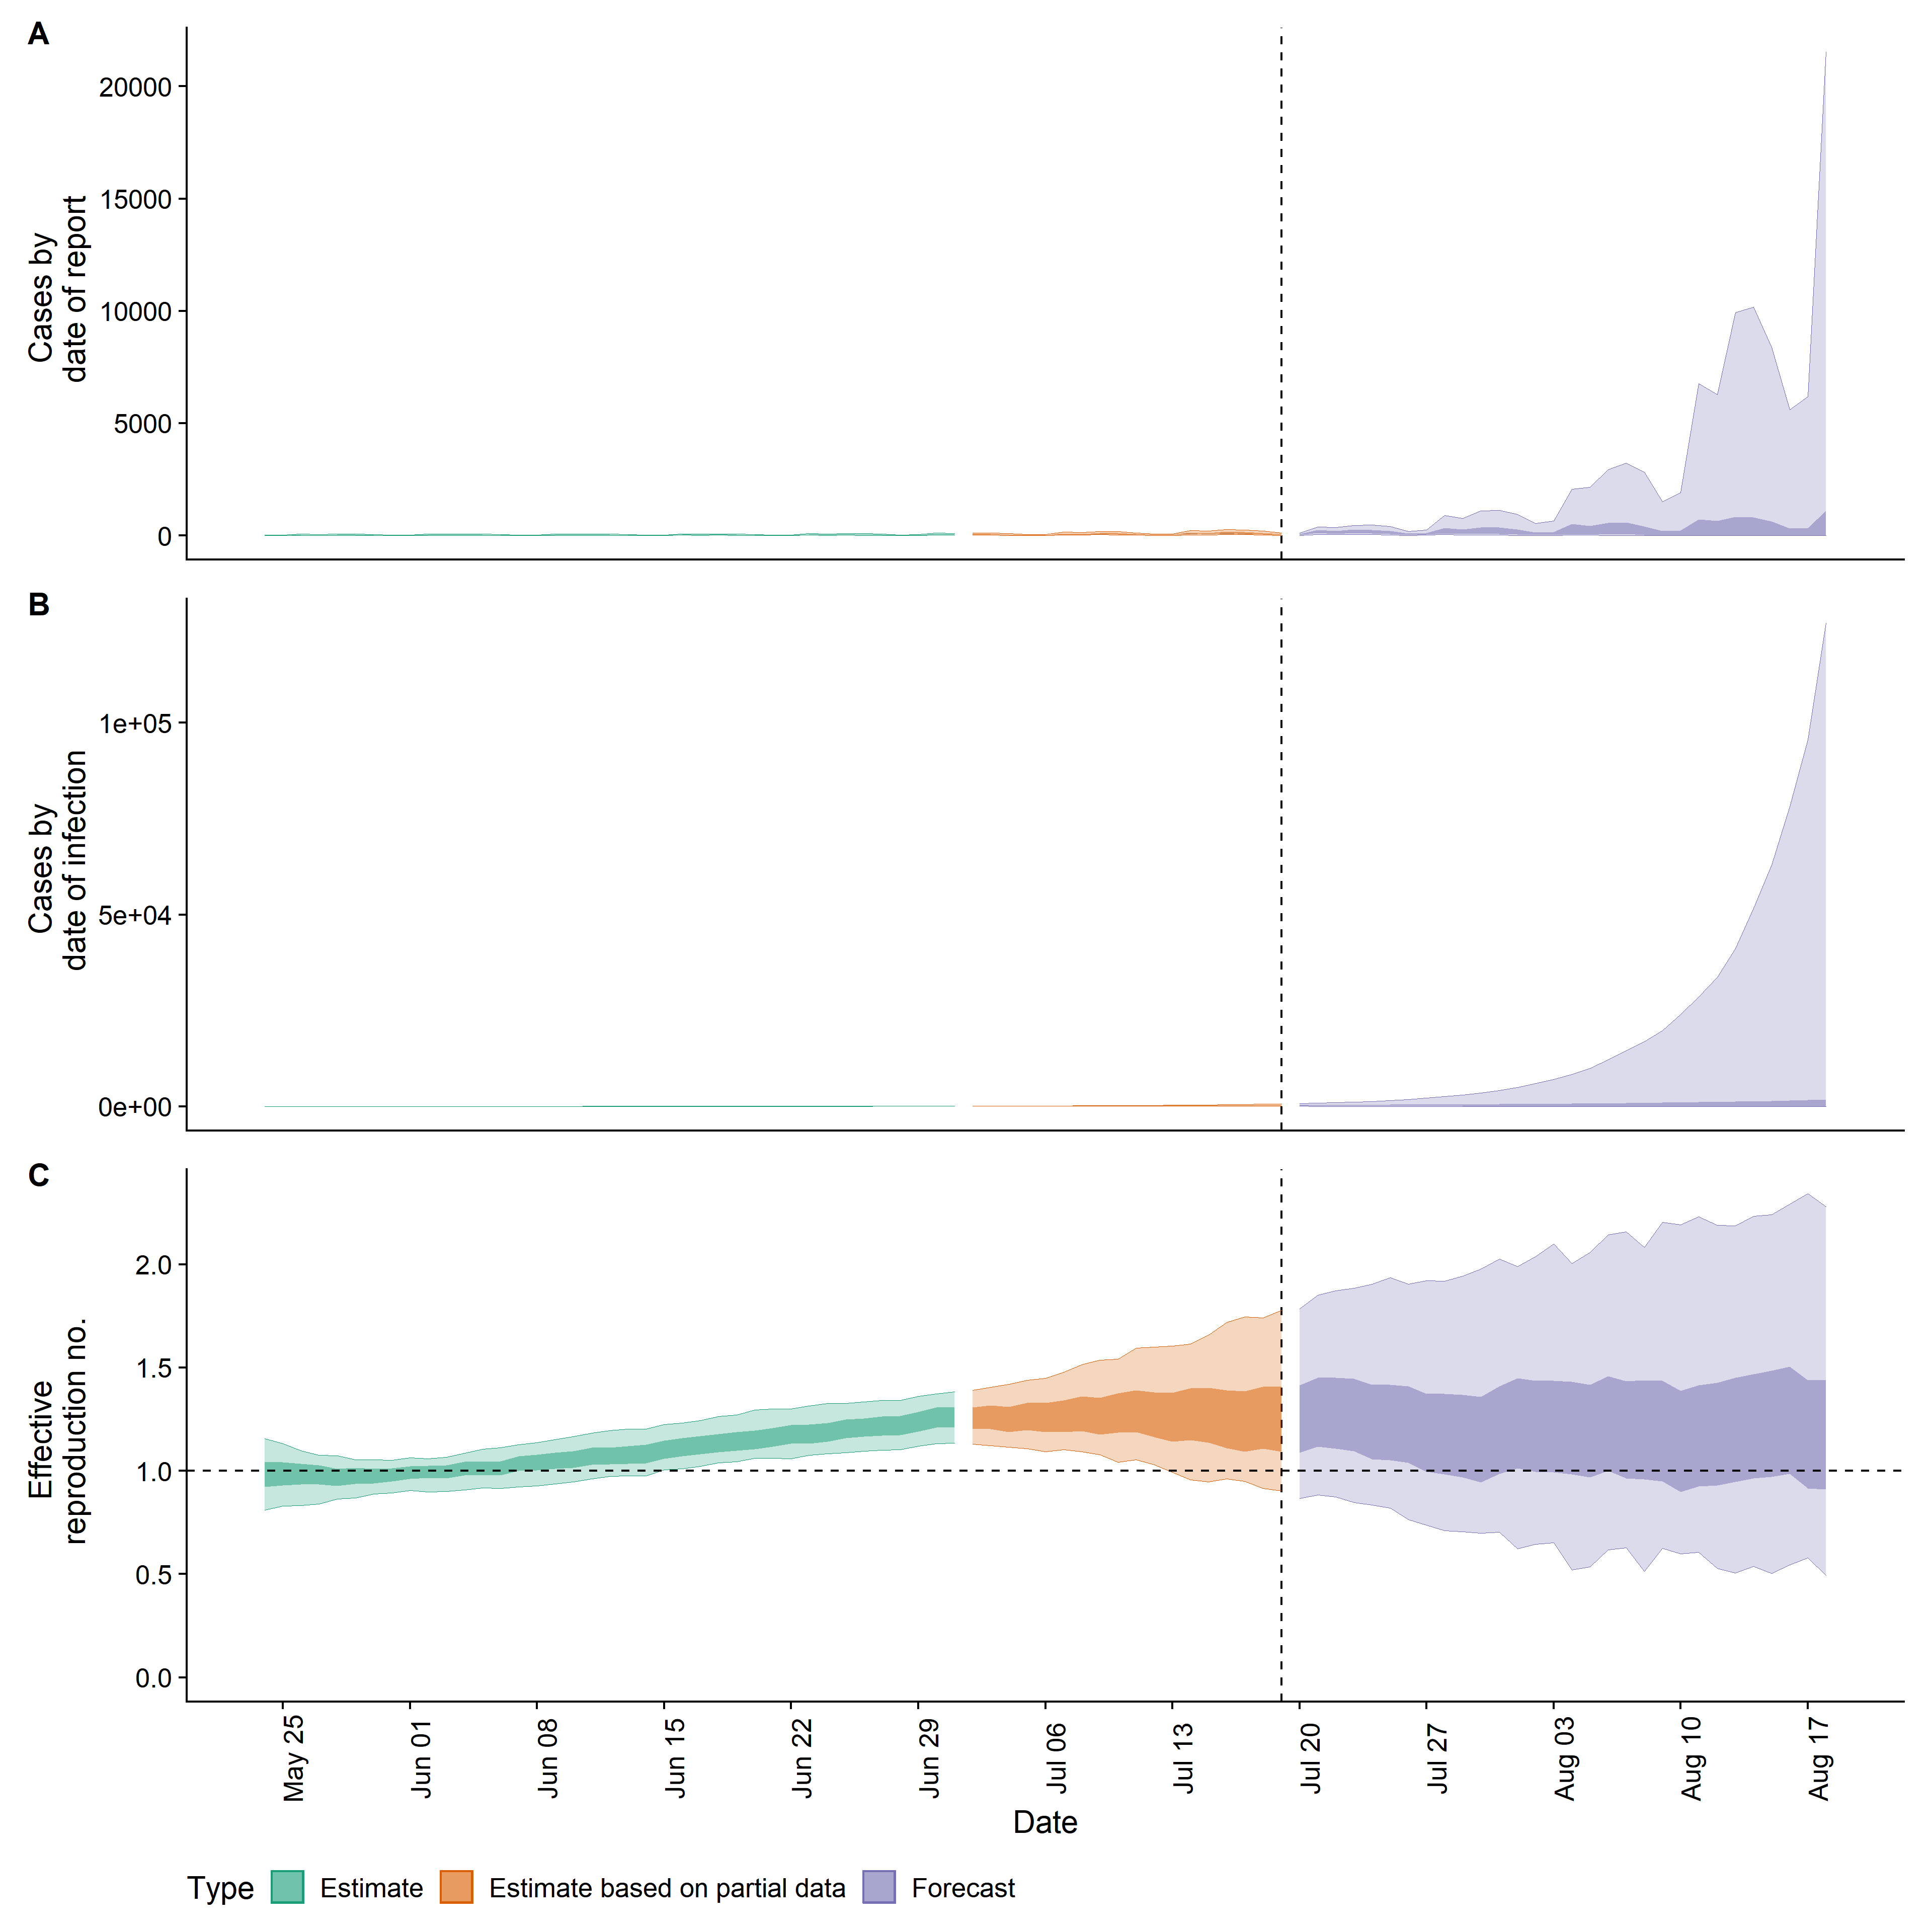 A
20000
15000
10000
5000
0
Cases by
date of report
B
1e+05
5e+04
0e+00
Cases by
date of infection
C
2.0
1.5
1.0
0.5
0.0
Effective
reproduction no.
May 25
Jun 01
Jun 08
Jun 15
Jun 22
Jun 29
Jul 06
Jul 13
Jul 20
Jul 27
Aug 03
Aug 10
Aug 17
Date
Type Estimate Estimate based on partial data Forecast